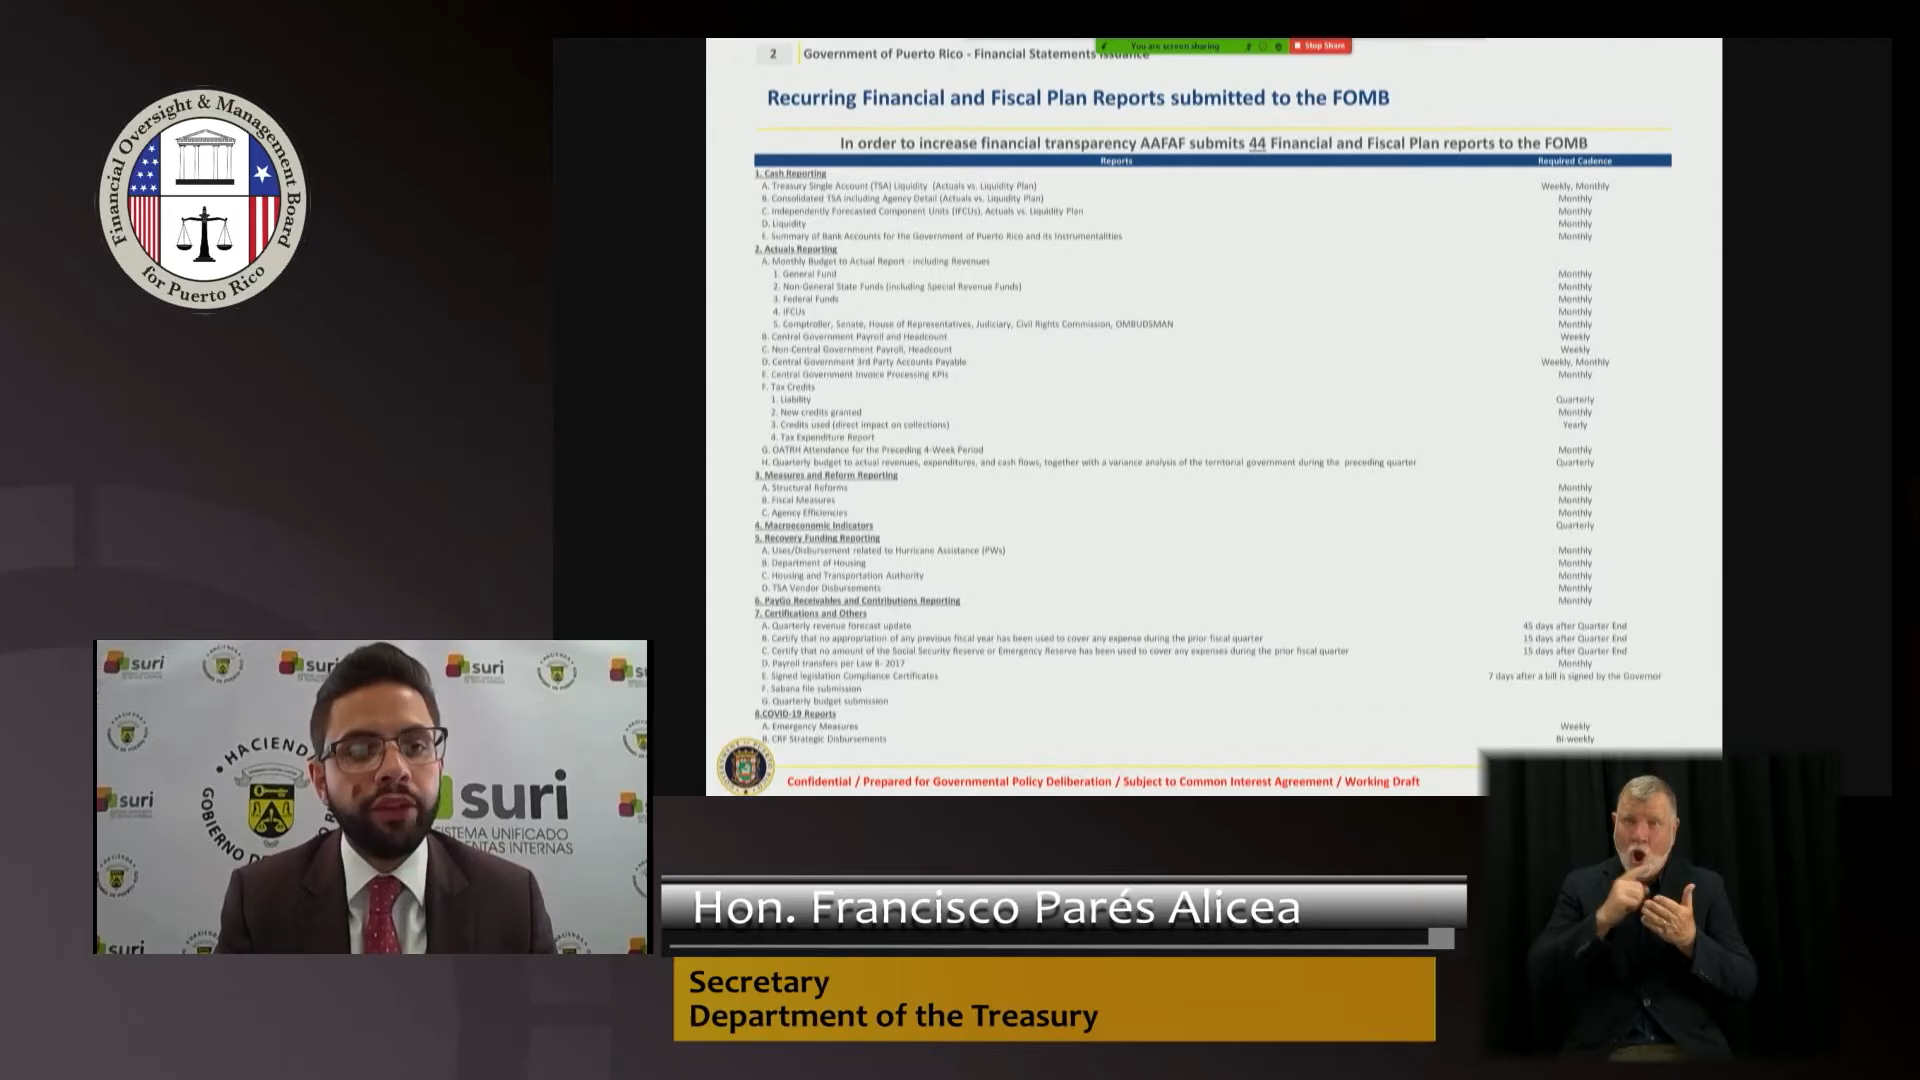 Financial Oversight & Management Board
for Puerto Rico
2 Government of Puerto Rico - Financial Statements Issuance
You are screen sharing
Stop Share
Recurring Financial and Fiscal Plan Reports submitted to the FOMB
In order to increase financial transparency AAFAF submits 44 Financial and Fiscal Plan reports to the FOMB
Reports Required Cadence
1. Cash Reporting
A. Treasury Single Account (TSA) Liquidity (Actuals vs. Liquidity Plan) Weekly, Monthly
B. Consolidated TSA including Agency Detail (Actuals vs. Liquidity Plan) Monthly
C. Independently Forecasted Component Units (IFCUs), Actuals vs. Liquidity Plan Monthly
D. Liquidity Monthly
E. Summary of Bank Accounts for the Government of Puerto Rico and its Instrumentalities Monthly
2. Actuals Reporting
A. Monthly Budget to Actual Report - including Revenues
1. General Fund Monthly
2. Non-General State Funds (including Special Revenue Funds) Monthly
3. Federal Funds Monthly
4. IFCUs Monthly
5. Comptroller, Senate, House of Representatives, Judiciary, Civil Rights Commission, OMBUDSMAN Monthly
B. Central Government Payroll and Headcount Weekly
C. Non-Central Government Payroll, Headcount Weekly
D. Central Government 3rd Party Accounts Payable Weekly, Monthly
E. Central Government Invoice Processing KPIs Monthly
F. Tax Credits
1. Liability Quarterly
2. New credits granted Monthly
3. Credits used (direct impact on collections) Yearly
4. Tax Expenditure Report
G. OATRH Attendance for the Preceding 4-Week Period Monthly
H. Quarterly budget to actual revenues, expenditures, and cash flows, together with a variance analysis of the territorial government during the preceding quarter Quarterly
3. Measures and Reform Reporting
A. Structural Reforms Monthly
B. Fiscal Measures Monthly
C. Agency Efficiencies Monthly
4. Macroeconomic Indicators Quarterly
5. Recovery Funding Reporting
A. Uses/Disbursement related to Hurricane Assistance (PWs) Monthly
B. Department of Housing Monthly
C. Housing and Transportation Authority Monthly
D. TSA Vendor Disbursements Monthly
6. PayGo Receivables and Contributions Reporting Monthly
7. Certifications and Others
A. Quarterly revenue forecast update 45 days after Quarter End
B. Certify that no appropriation of any previous fiscal year has been used to cover any expense during the prior fiscal quarter 15 days after Quarter End
C. Certify that no amount of the Social Security Reserve or Emergency Reserve has been used to cover any expenses during the prior fiscal quarter 15 days after Quarter End
D. Payroll transfers per Law 8- 2017 Monthly
E. Signed legislation Compliance Certificates 7 days after a bill is signed by the Governor
F. Sabana file submission
G. Quarterly budget submission
8.COVID-19 Reports
A. Emergency Measures Weekly
B. CRF Strategic Disbursements Bi-weekly
Confidential / Prepared for Governmental Policy Deliberation / Subject to Common Interest Agreement / Working Draft
suri
suri
suri
HACIEND
GOBIERNO DE
suri
SISTEMA UNIFICADO
ENTAS INTERNAS
suri
suri
Hon. Francisco Parés Alicea
Secretary
Department of the Treasury